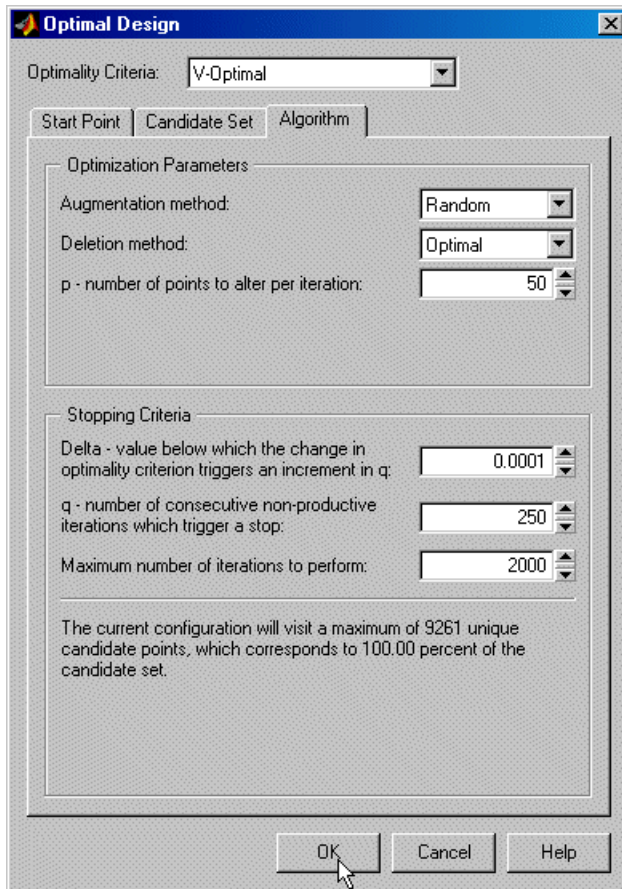 Optimal Design
Optimality Criteria: V-Optimal
Start Point Candidate Set Algorithm
Optimization Parameters
Augmentation method: Random
Deletion method: Optimal
p - number of points to alter per iteration: 50
Stopping Criteria
Delta - value below which the change in
optimality criterion triggers an increment in q: 0.0001
q - number of consecutive non-productive
iterations which trigger a stop: 250
Maximum number of iterations to perform: 2000
The current configuration will visit a maximum of 9261 unique
candidate points, which corresponds to 100.00 percent of the
candidate set.
OK Cancel Help